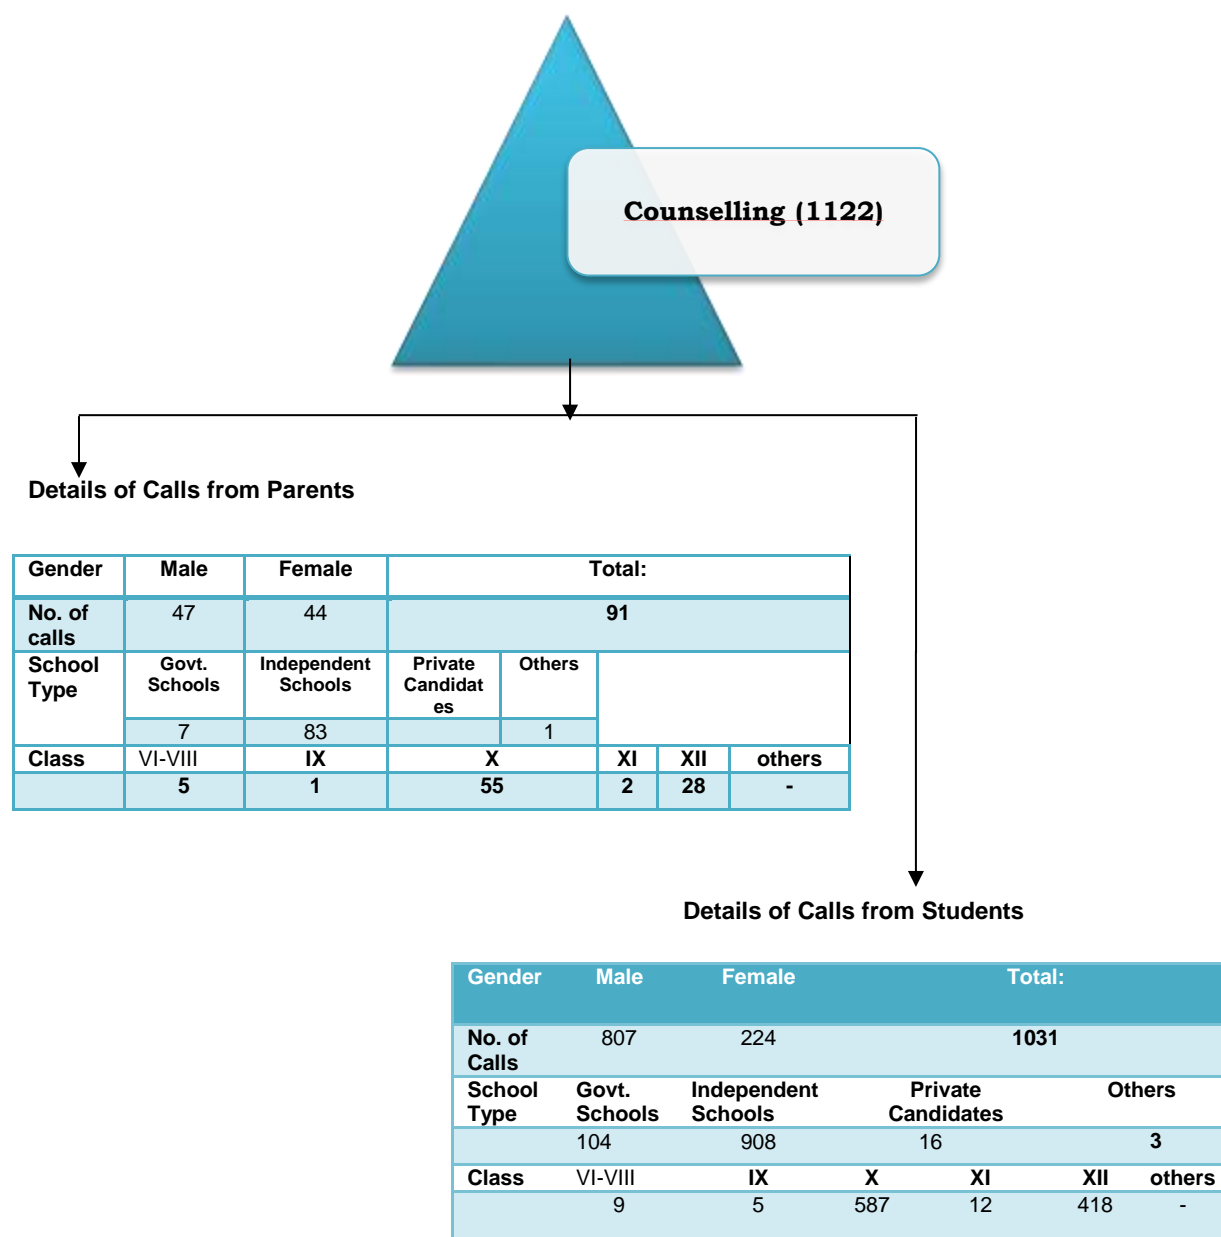 Counselling (1122)
Details of Calls from Parents
Gender Male Female Total:
No. of 47 44 91
calls
School Govt. Independent Private Others
Type Schools Schools Candidat
es
7 83 1
Class VI-VIII IX X XI XII others
5 1 55 2 28 -
Details of Calls from Students
Gender Male Female Total:
No. of 807 224 1031
Calls
School Govt. Independent Private Others
Type Schools Schools Candidates
104 908 16 3
Class VI-VIII IX X XI XII others
9 5 587 12 418 -